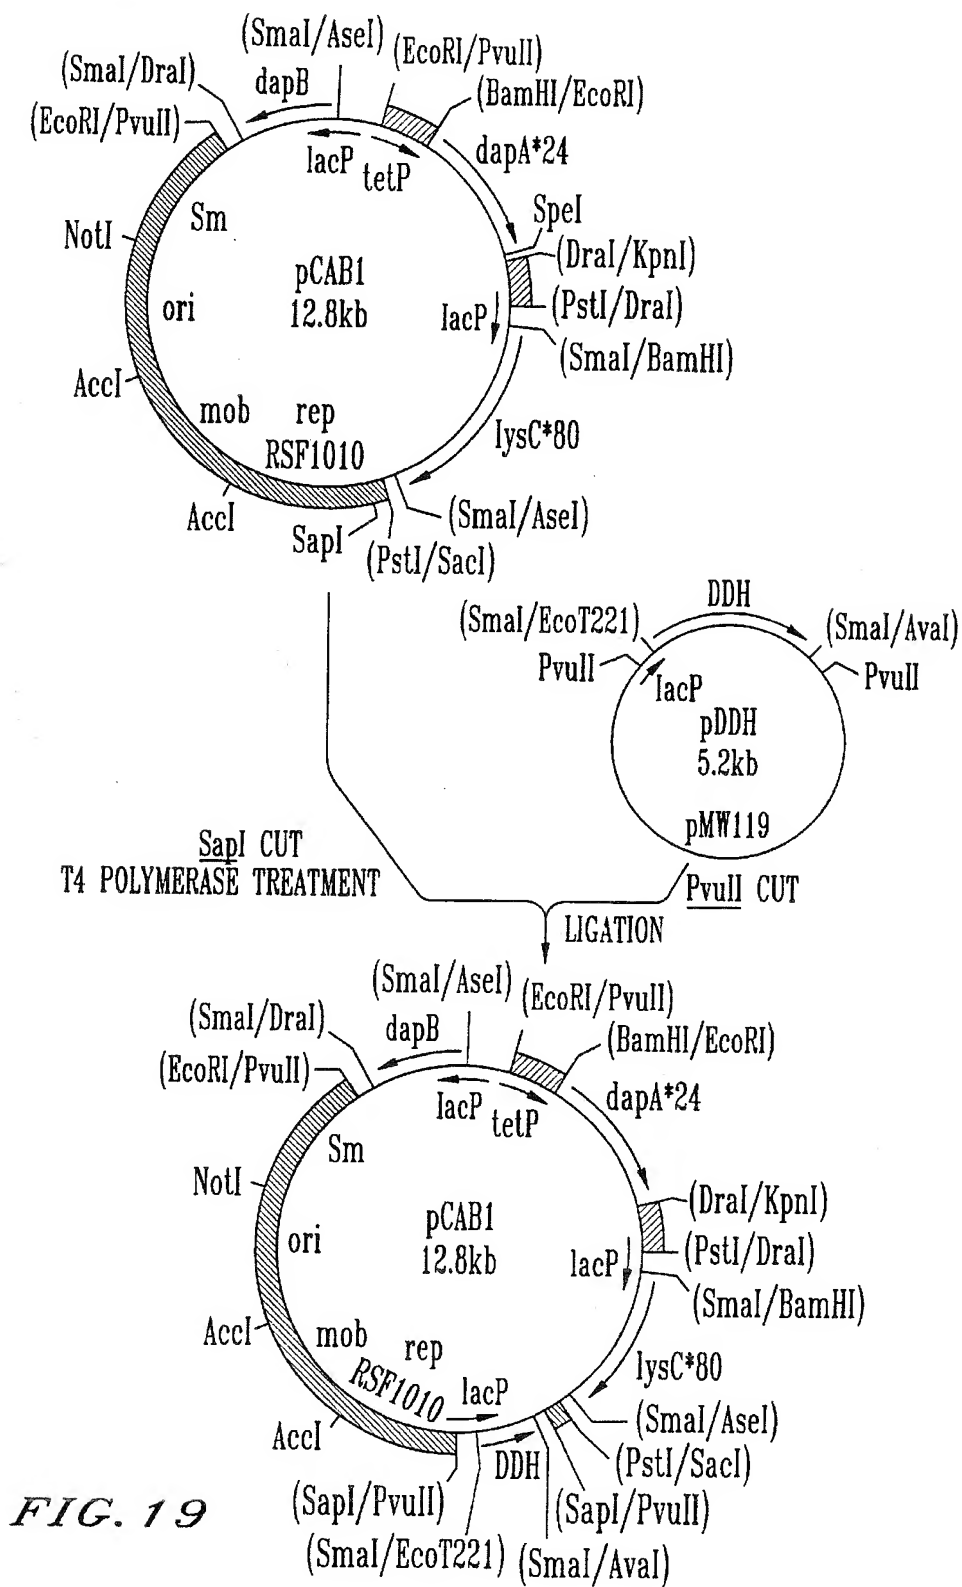 (SmaI/AseI)
(EcoRI/PvuII)
(SmaI/DraI)
dapB
(BamHI/EcoRI)
(EcoRI/PvuII)
lacP
tetP
dapA*24
Sm
SpeI
NotI
(DraI/KpnI)
pCAB1
12.8kb
ori
lacP
(PstI/DraI)
(SmaI/BamHI)
AccI
mob
rep
RSF1010
lysC*80
AccI
SapI
(SmaI/AseI)
(PstI/SacI)
DDH
(SmaI/EcoT221)
(SmaI/AvaI)
PvuII
PvuII
lacP
pDDH
5.2kb
pMW119
SapI CUT
T4 POLYMERASE TREATMENT
PvuII CUT
LIGATION
(SmaI/AseI)
(EcoRI/PvuII)
(SmaI/DraI)
dapB
(BamHI/EcoRI)
(EcoRI/PvuII)
lacP
tetP
dapA*24
Sm
NotI
(DraI/KpnI)
pCAB1
12.8kb
ori
lacP
(PstI/DraI)
(SmaI/BamHI)
AccI
mob
rep
RSF1010
lacP
lysC*80
AccI
(SmaI/AseI)
DDH
(PstI/SacI)
(SapI/PvuII)
(SapI/PvuII)
(SmaI/EcoT221)
(SmaI/AvaI)
FIG. 19